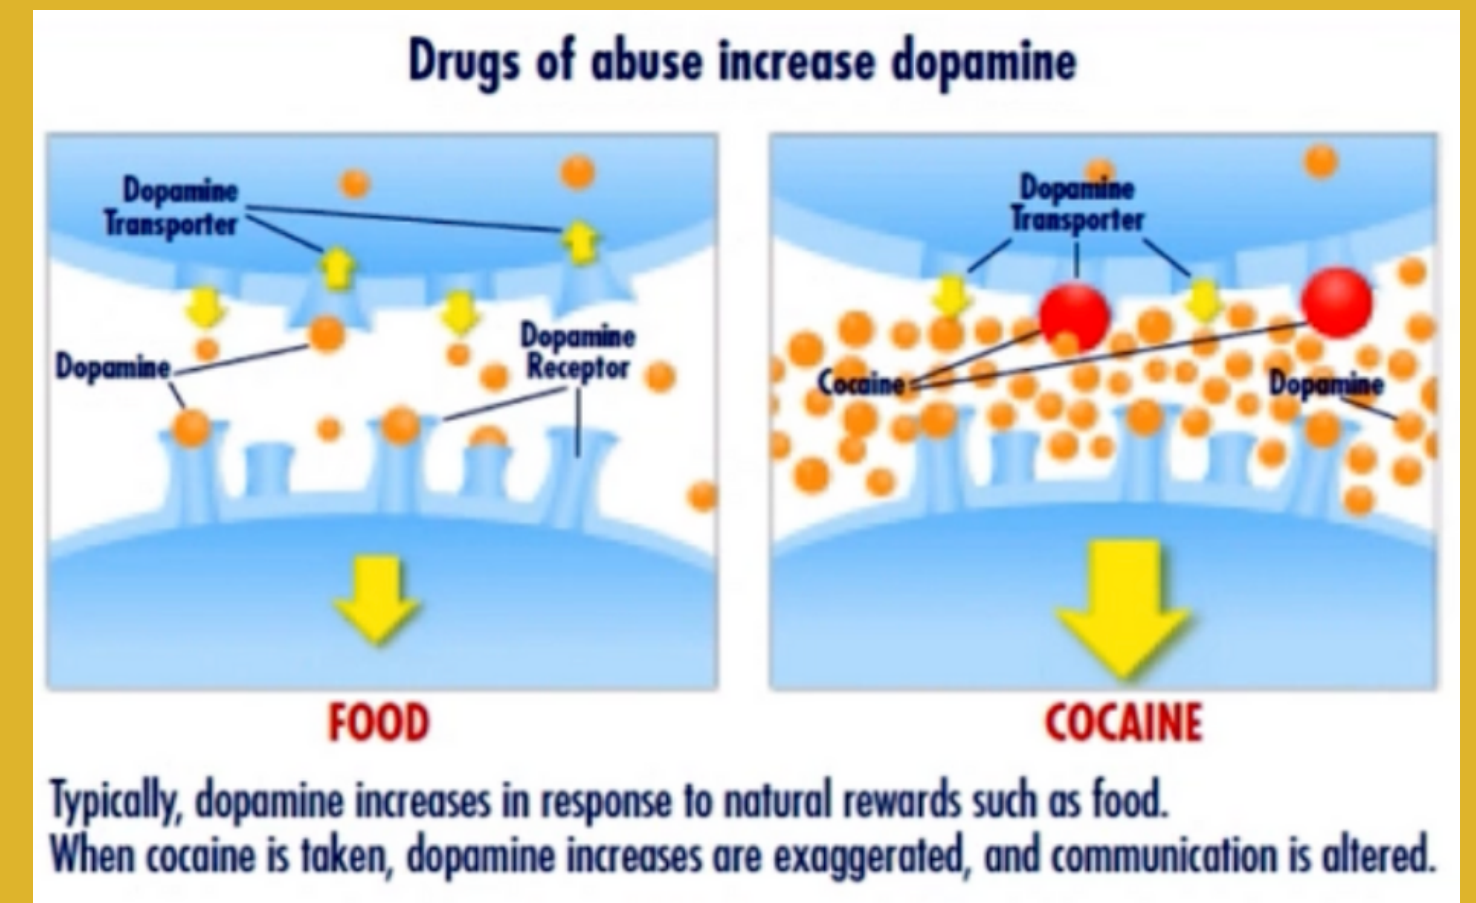 Drugs of abuse increase dopamine
Dopamine
Transporter
Dopamine
Dopamine
Receptor
FOOD
Dopamine
Transporter
Cocaine
Dopamine
COCAINE
Typically, dopamine increases in response to natural rewards such as food.
When cocaine is taken, dopamine increases are exaggerated, and communication is altered.